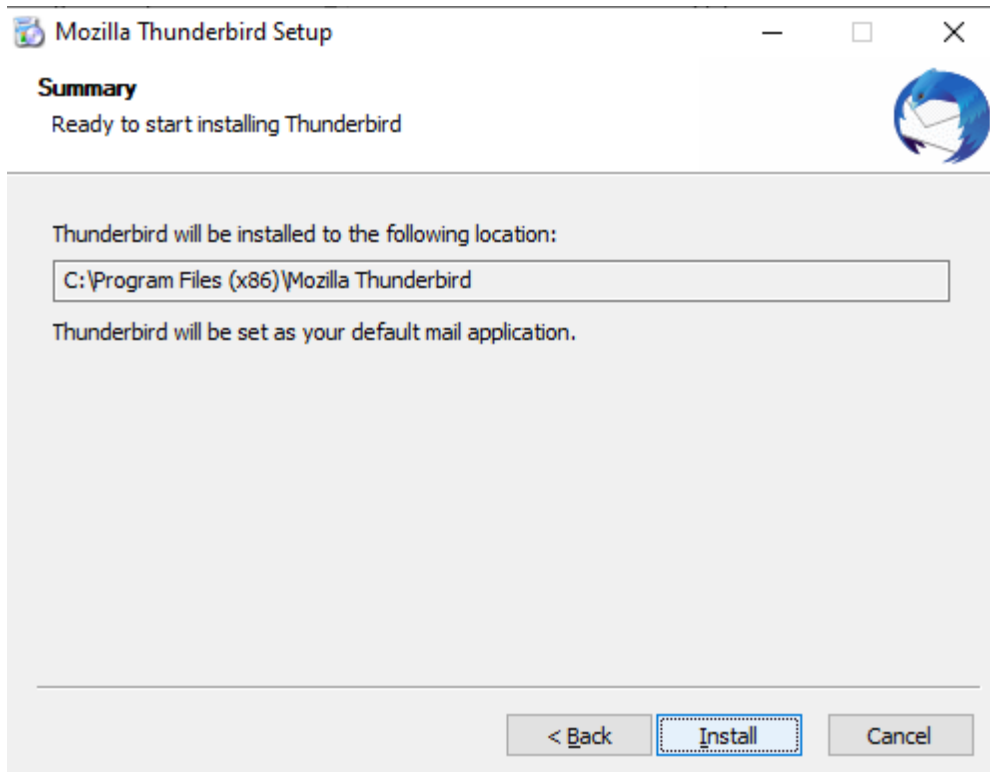 Mozilla Thunderbird Setup
Summary
Ready to start installing Thunderbird
Thunderbird will be installed to the following location:
C:\Program Files (x86)\Mozilla Thunderbird
Thunderbird will be set as your default mail application.
< Back Install Cancel